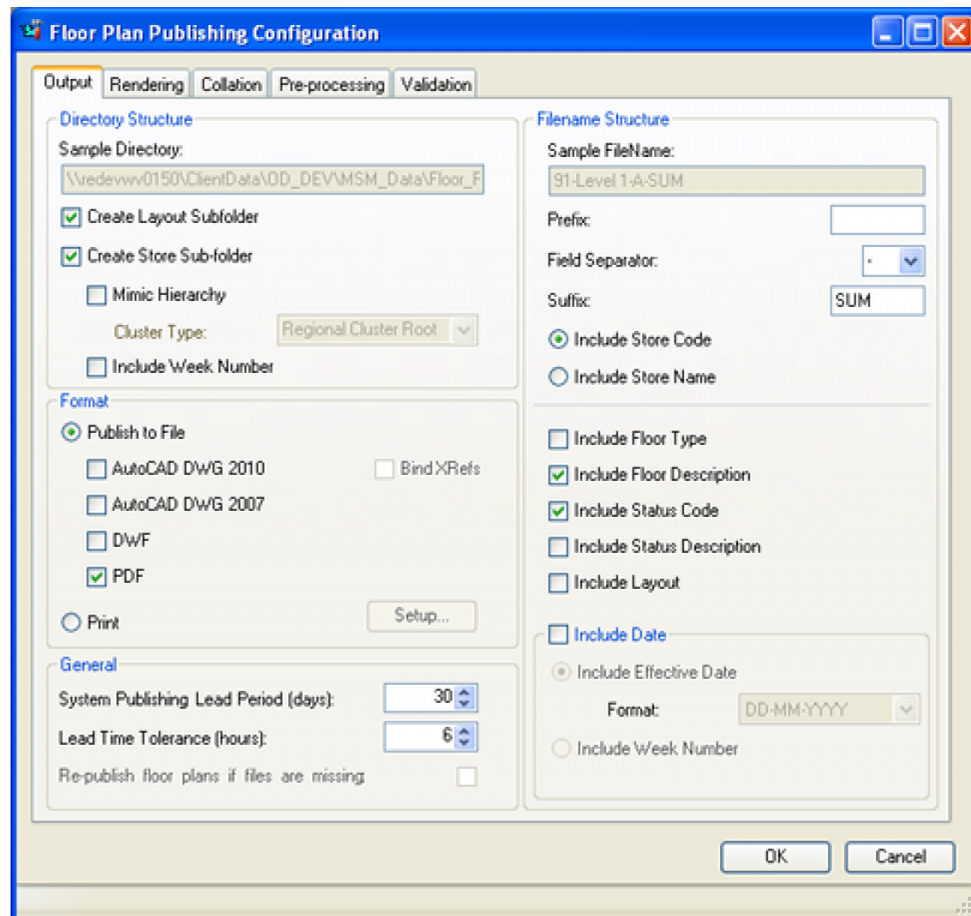 Floor Plan Publishing Configuration
Output Rendering Collation Pre-processing Validation
Directory Structure
Sample Directory:
\\redevwv0150\ClientData\OD_DEV\MSM_Data\Floor_F
Create Layout Subfolder
Create Store Sub-folder
Mimic Hierarchy
Cluster Type: Regional Cluster Root
Include Week Number
Format
Publish to File
AutoCAD DWG 2010 Bind XRefs
AutoCAD DWG 2007
DWF
PDF
Print Setup...
General
System Publishing Lead Period (days): 30
Lead Time Tolerance (hours): 6
Re-publish floor plans if files are missing
Filename Structure
Sample FileName:
91-Level 1-A-SUM
Prefix:
Field Separator: -
Suffix: SUM
Include Store Code
Include Store Name
Include Floor Type
Include Floor Description
Include Status Code
Include Status Description
Include Layout
Include Date
Include Effective Date
Format: DD-MM-YYYY
Include Week Number
OK Cancel